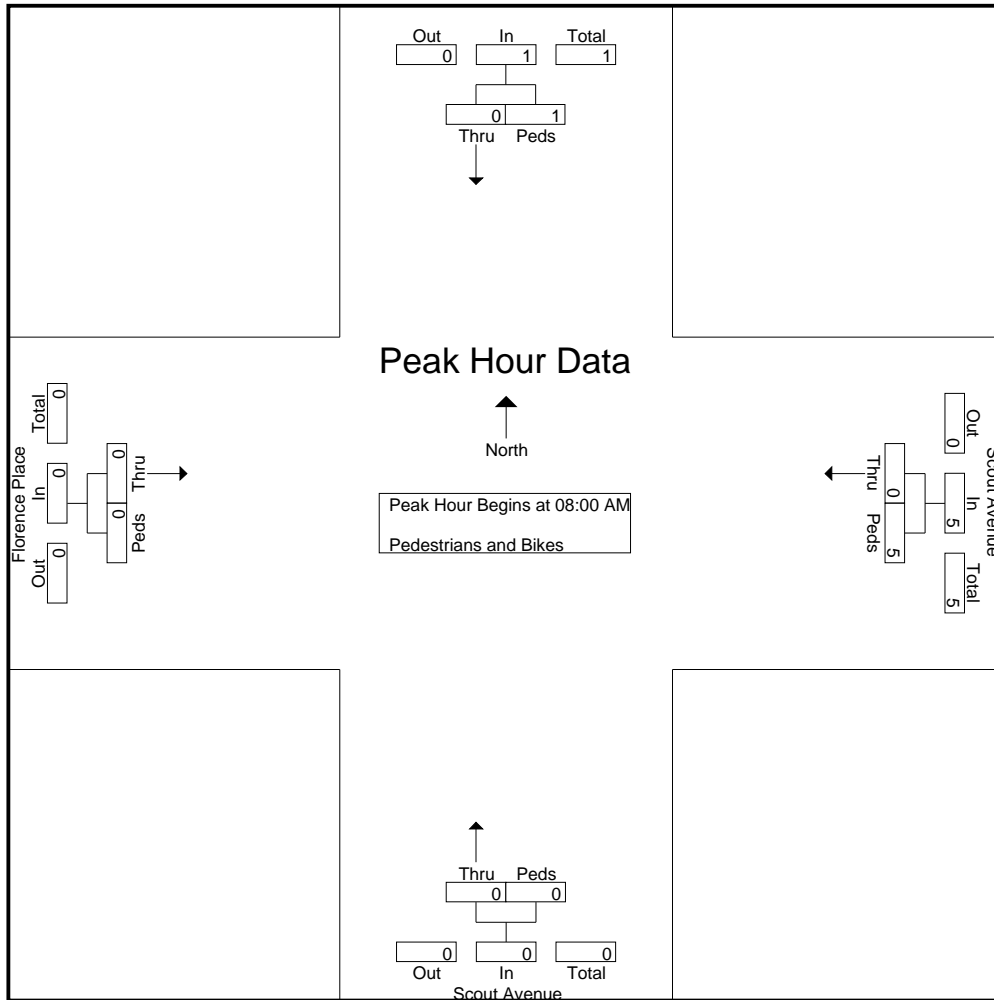 Out In Total
0 1 1
0 1
Thru Peds
Peak Hour Data
North
Peak Hour Begins at 08:00 AM
Pedestrians and Bikes
Florence Place
Total In Out
0 0 0
Thru Peds
0 0
Scout Avenue
Out In Total
0 5 5
Thru Peds
0 5
Thru Peds
0 0
0 0 0
Out In Total
Scout Avenue